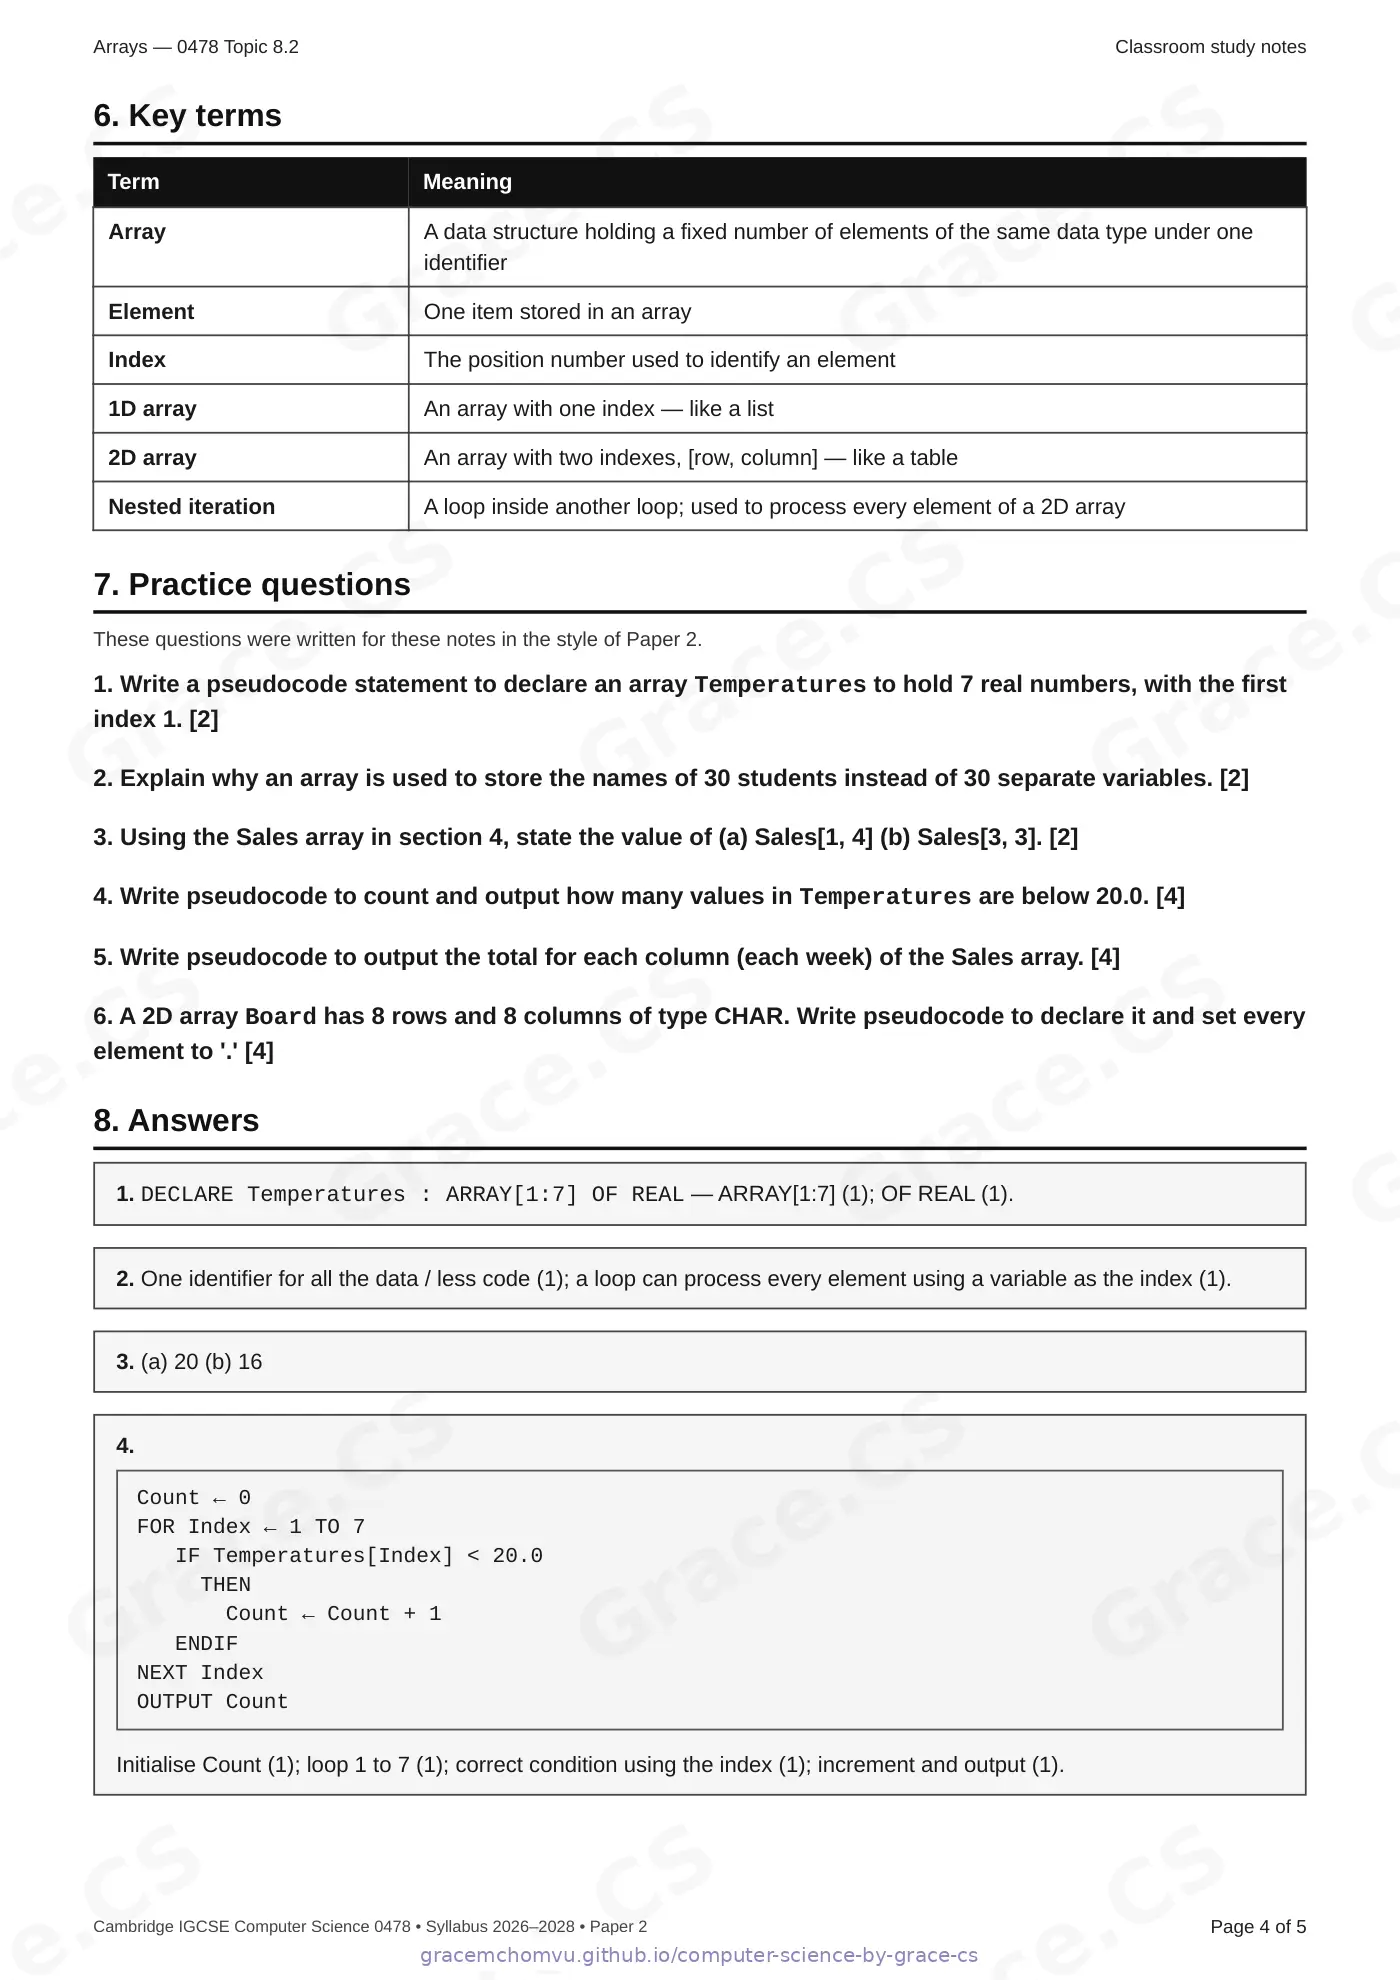 Arrays — 0478 Topic 8.2
Classroom study notes
6. Key terms
Term Meaning
Array A data structure holding a fixed number of elements of the same data type under one
identifier
Element One item stored in an array
Index The position number used to identify an element
1D array An array with one index — like a list
2D array An array with two indexes, [row, column] — like a table
Nested iteration A loop inside another loop; used to process every element of a 2D array
7. Practice questions
These questions were written for these notes in the style of Paper 2.
1. Write a pseudocode statement to declare an array Temperatures to hold 7 real numbers, with the first
index 1. [2]
2. Explain why an array is used to store the names of 30 students instead of 30 separate variables. [2]
3. Using the Sales array in section 4, state the value of (a) Sales[1, 4] (b) Sales[3, 3]. [2]
4. Write pseudocode to count and output how many values in Temperatures are below 20.0. [4]
5. Write pseudocode to output the total for each column (each week) of the Sales array. [4]
6. A 2D array Board has 8 rows and 8 columns of type CHAR. Write pseudocode to declare it and set every
element to '.' [4]
8. Answers
1. DECLARE Temperatures : ARRAY[1:7] OF REAL — ARRAY[1:7] (1); OF REAL (1).
2. One identifier for all the data / less code (1); a loop can process every element using a variable as the index (1).
3. (a) 20 (b) 16
4.
Count ← 0
FOR Index ← 1 TO 7
IF Temperatures[Index] < 20.0
THEN
Count ← Count + 1
ENDIF
NEXT Index
OUTPUT Count
Initialise Count (1); loop 1 to 7 (1); correct condition using the index (1); increment and output (1).
Cambridge IGCSE Computer Science 0478 • Syllabus 2026–2028 • Paper 2
Page 4 of 5
gracemchomvu.github.io/computer-science-by-grace-cs
Grace.CS